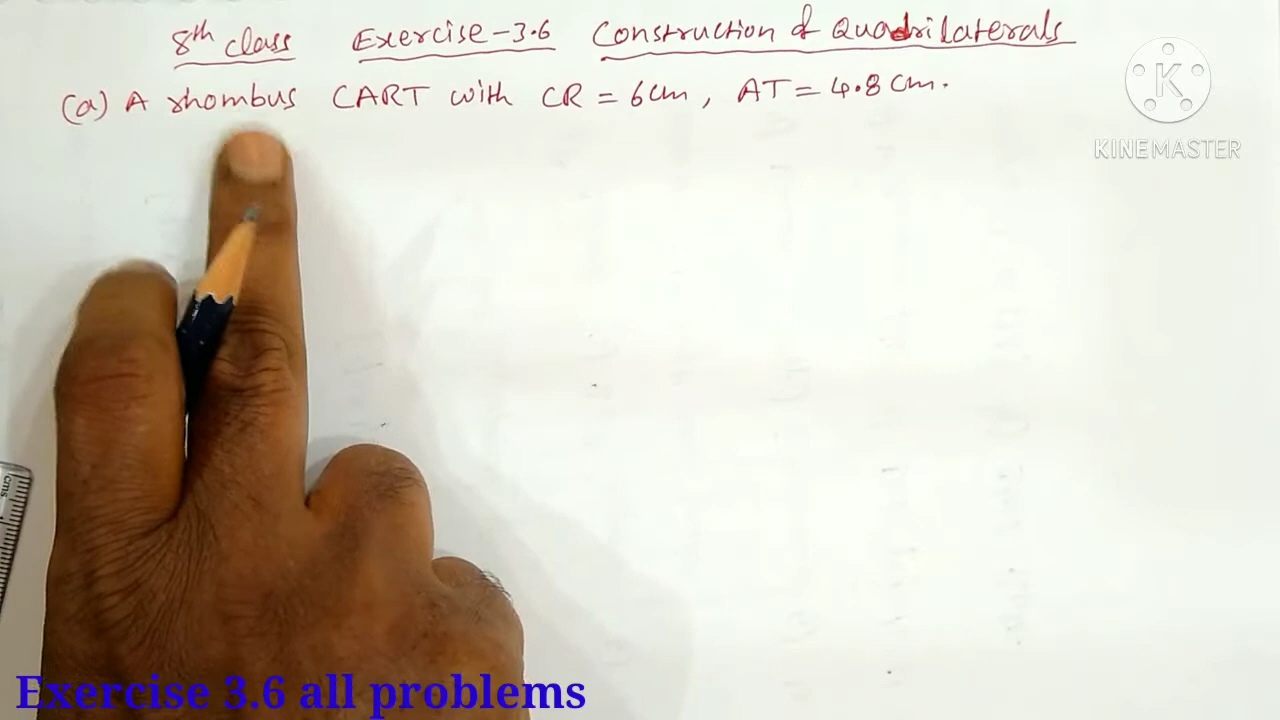 8th class Exercise-3.6 Construction of Quadrilaterals
(a) A rhombus CART with CR = 6cm, AT = 4.8 cm.
K
KINEMASTER
cms
Exercise 3.6 all problems